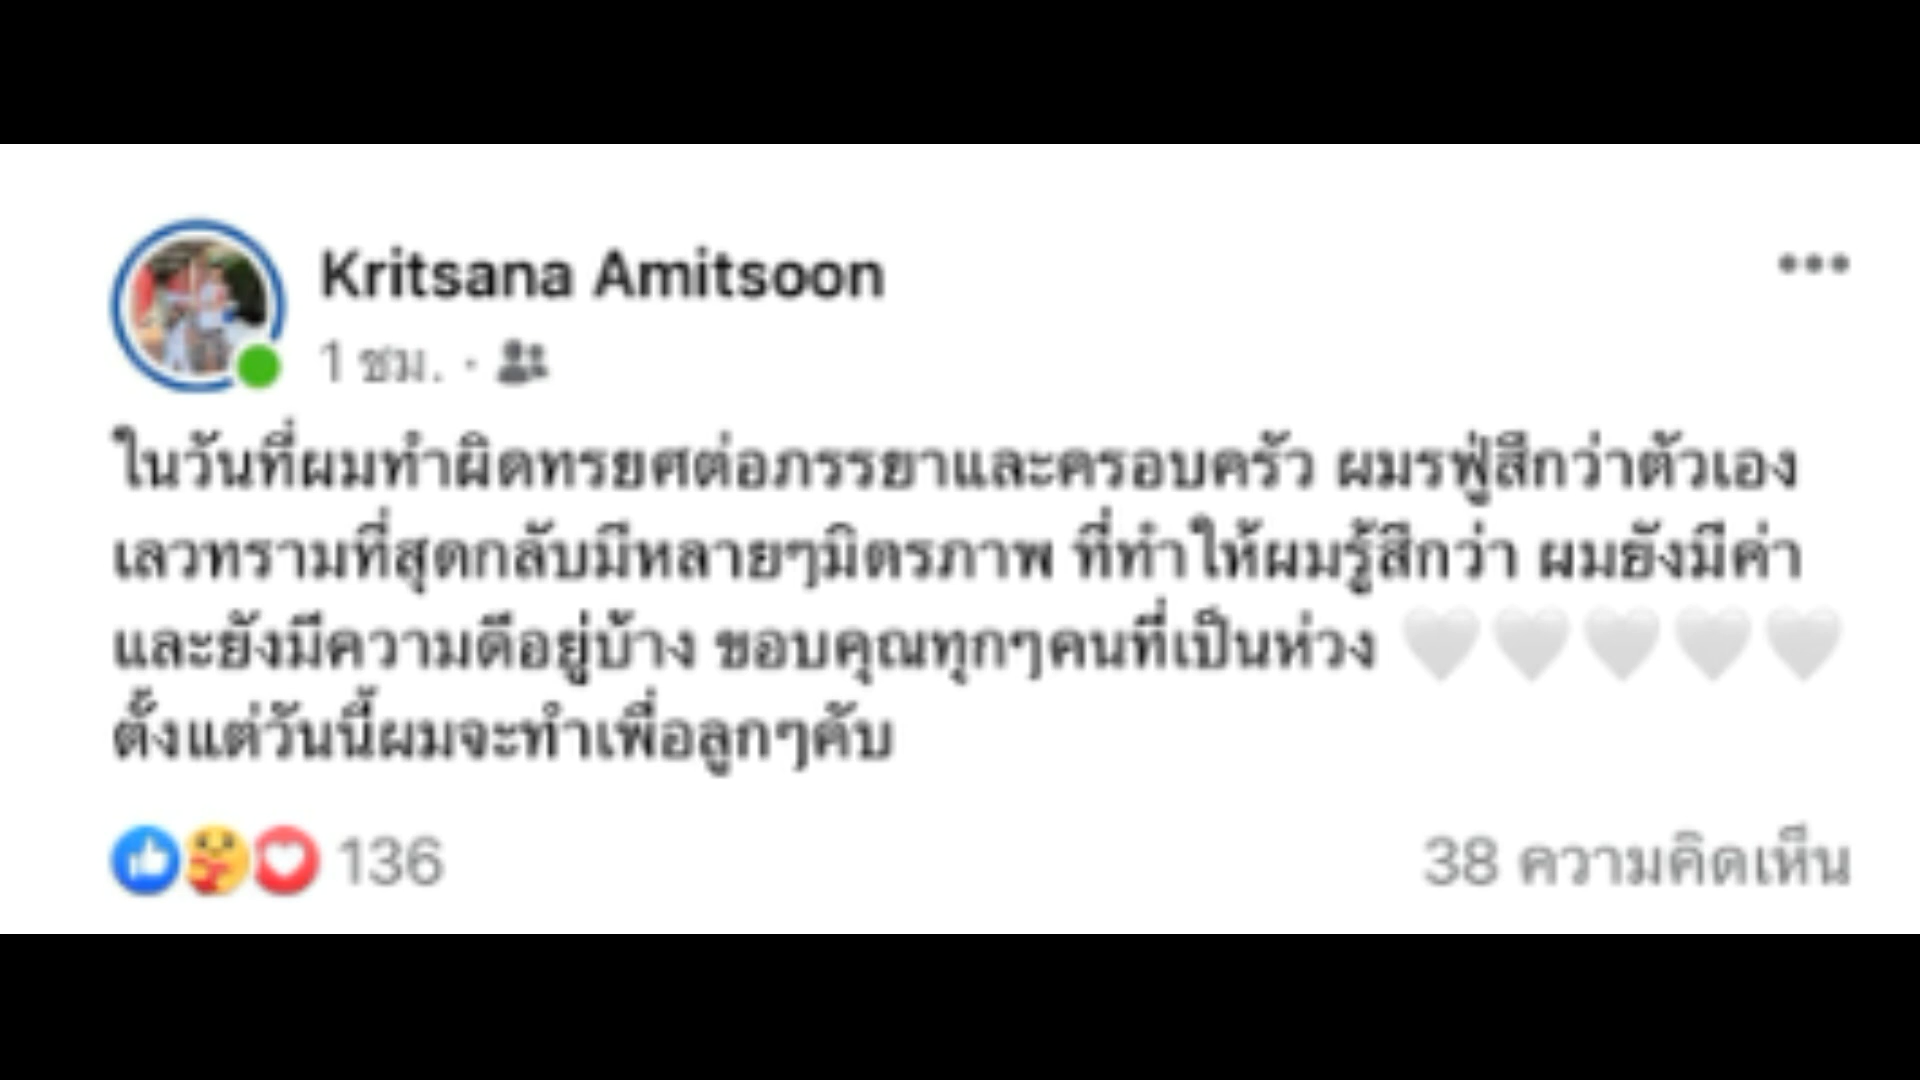 Kritsana Amitsoon
1 ชม. ·
ในวันที่ผมทำผิดทรยศต่อภรรยาและครอบครัว ผมรฟู่สึกว่าตัวเอง
เลวทรามที่สุดกลับมีหลายๆมิตรภาพ ที่ทำให้ผมรู้สึกว่า ผมยังมีค่า
และยังมีความดีอยู่บ้าง ขอบคุณทุกๆคนที่เป็นห่วง 🤍🤍🤍🤍🤍
ตั้งแต่วันนี้ผมจะทำเพื่อลูกๆคับ
136
38 ความคิดเห็น